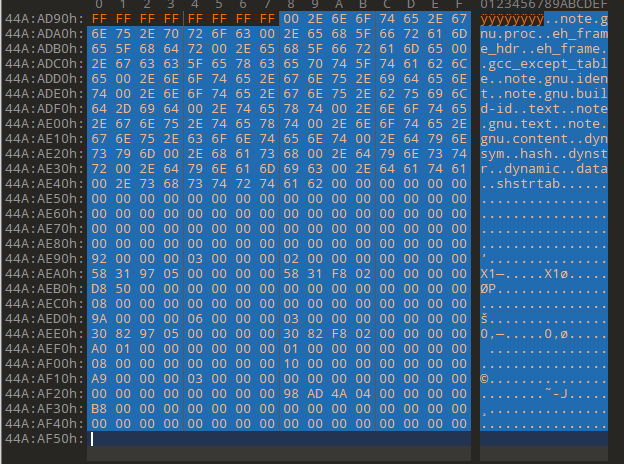 0 1 2 3 4 5 6 7 8 9 A B C D E F 0123456789ABCDEF
44A:AD90h: FF FF FF FF FF FF FF FF 00 2E 6E 6F 74 65 2E 67 ÿÿÿÿÿÿÿÿ..note.g
44A:ADA0h: 6E 75 2E 70 72 6F 63 00 2E 65 68 5F 66 72 61 6D nu.proc..eh_fram
44A:ADB0h: 65 5F 68 64 72 00 2E 65 68 5F 66 72 61 6D 65 00 e_hdr..eh_frame.
44A:ADC0h: 2E 67 63 63 5F 65 78 63 65 70 74 5F 74 61 62 6C .gcc_except_tabl
44A:ADD0h: 65 00 2E 6E 6F 74 65 2E 67 6E 75 2E 69 64 65 6E e..note.gnu.iden
44A:ADE0h: 74 00 2E 6E 6F 74 65 2E 67 6E 75 2E 62 75 69 6C t..note.gnu.buil
44A:ADF0h: 64 2D 69 64 00 2E 74 65 78 74 00 2E 6E 6F 74 65 d-id..text..note
44A:AE00h: 2E 67 6E 75 2E 74 65 78 74 00 2E 6E 6F 74 65 2E .gnu.text..note.
44A:AE10h: 67 6E 75 2E 63 6F 6E 74 65 6E 74 00 2E 64 79 6E gnu.content..dyn
44A:AE20h: 73 79 6D 00 2E 68 61 73 68 00 2E 64 79 6E 73 74 sym..hash..dynst
44A:AE30h: 72 00 2E 64 79 6E 61 6D 69 63 00 2E 64 61 74 61 r..dynamic..data
44A:AE40h: 00 2E 73 68 73 74 72 74 61 62 00 00 00 00 00 00 ..shstrtab......
44A:AE50h: 00 00 00 00 00 00 00 00 00 00 00 00 00 00 00 00 ................
44A:AE60h: 00 00 00 00 00 00 00 00 00 00 00 00 00 00 00 00 ................
44A:AE70h: 00 00 00 00 00 00 00 00 00 00 00 00 00 00 00 00 ................
44A:AE80h: 00 00 00 00 00 00 00 00 00 00 00 00 00 00 00 00 ................
44A:AE90h: 92 00 00 00 03 00 00 00 02 00 00 00 00 00 00 00 ’...............
44A:AEA0h: 58 31 97 05 00 00 00 00 58 31 F8 02 00 00 00 00 X1—.....X1ø.....
44A:AEB0h: D8 50 00 00 00 00 00 00 00 00 00 00 00 00 00 00 ØP..............
44A:AEC0h: 08 00 00 00 00 00 00 00 00 00 00 00 00 00 00 00 ................
44A:AED0h: 9A 00 00 00 06 00 00 00 03 00 00 00 00 00 00 00 š...............
44A:AEE0h: 30 82 97 05 00 00 00 00 30 82 F8 02 00 00 00 00 0‚—.....0‚ø.....
44A:AEF0h: A0 01 00 00 00 00 00 00 01 00 00 00 00 00 00 00 ...............
44A:AF00h: 08 00 00 00 00 00 00 00 10 00 00 00 00 00 00 00 ................
44A:AF10h: A9 00 00 00 03 00 00 00 00 00 00 00 00 00 00 00 ©...............
44A:AF20h: 00 00 00 00 00 00 00 00 98 AD 4A 04 00 00 00 00 ........˜-J.....
44A:AF30h: B8 00 00 00 00 00 00 00 00 00 00 00 00 00 00 00 ¸...............
44A:AF40h: 00 00 00 00 00 00 00 00 00 00 00 00 00 00 00 00 ................
44A:AF50h: